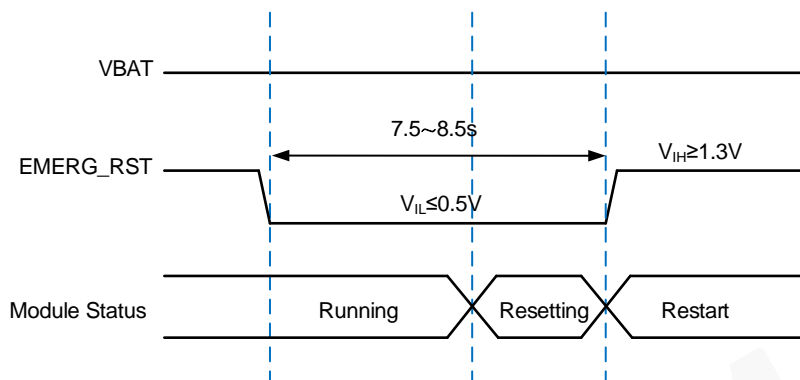 VBAT
7.5~8.5s
EMERG_RST
VIH≥1.3V
VIL≤0.5V
Module Status
Running
Resetting
Restart